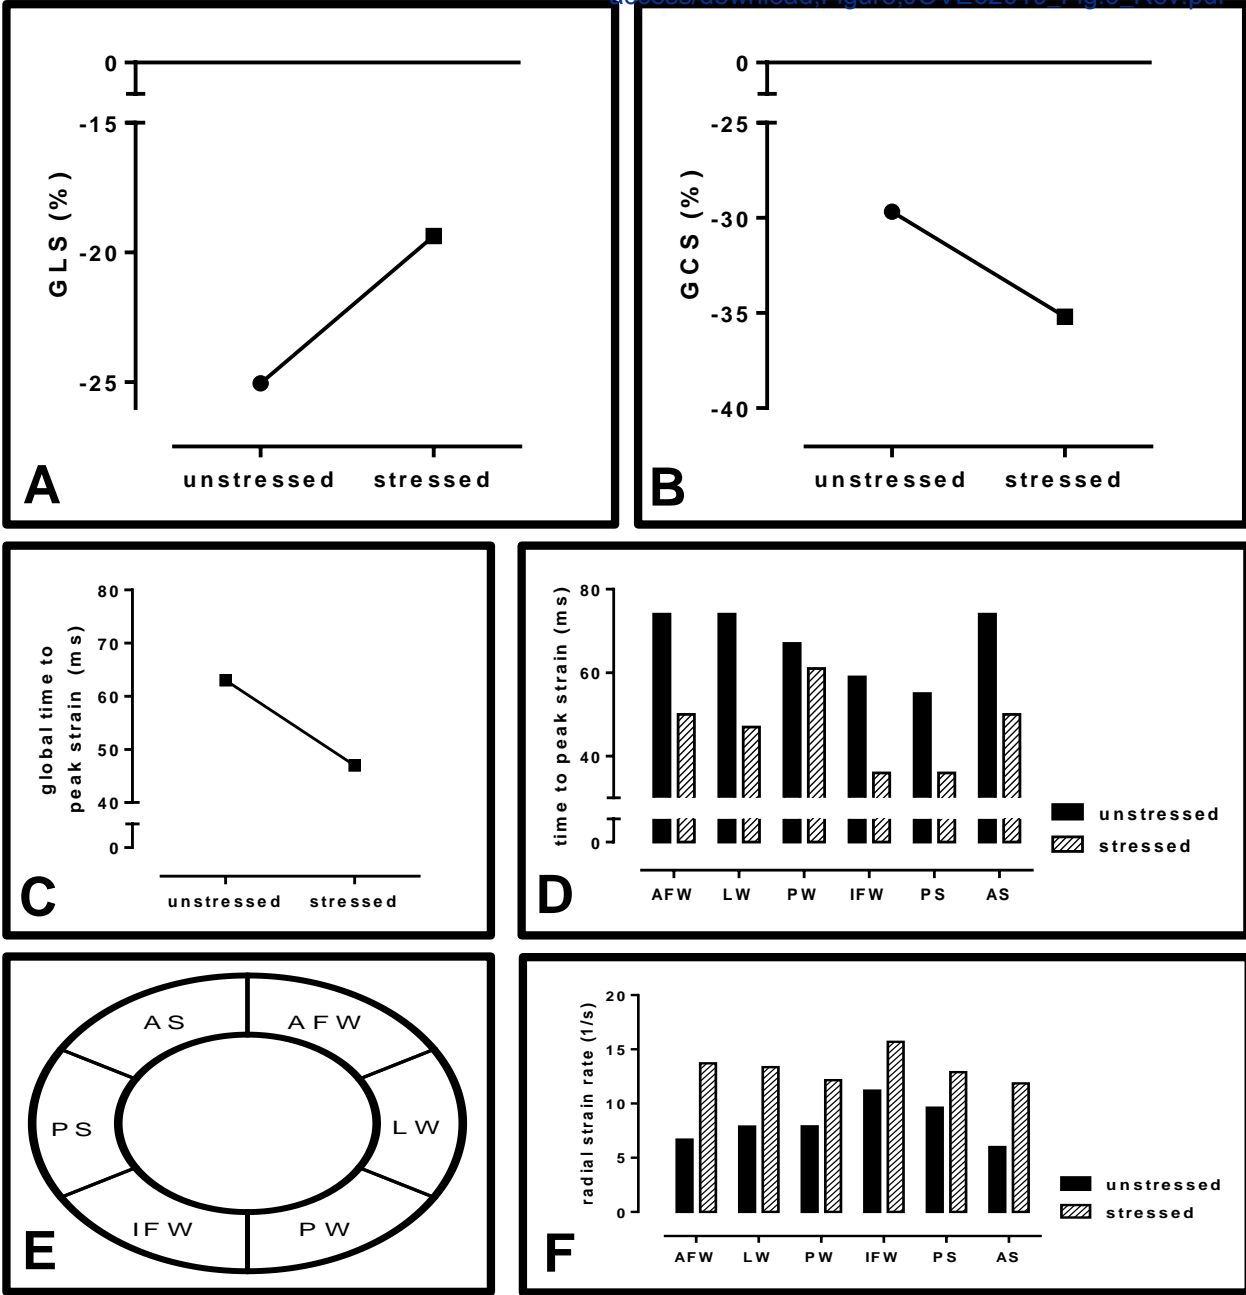 0
-15
-20
-25
GLS (%)
unstressed stressed
A
0
-25
-30
-35
-40
GCS (%)
unstressed stressed
B
80
70
60
50
40
0
global time to
peak strain (ms)
unstressed stressed
C
80
60
40
0
time to peak strain (ms)
AFW LW PW IFW PS AS
unstressed
stressed
D
AS AFW
PS LW
IFW PW
E
20
15
10
5
0
radial strain rate (1/s)
AFW LW PW IFW PS AS
unstressed
stressed
F